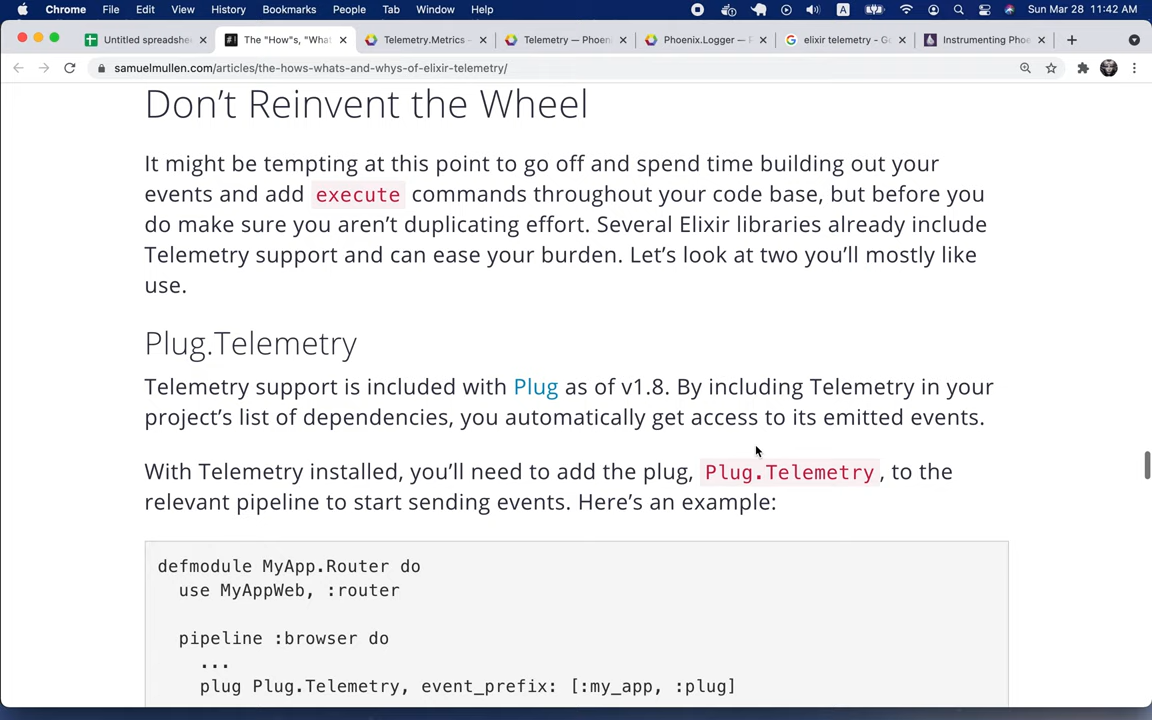 Chrome File Edit View History Bookmarks People Tab Window Help A Sun Mar 28 11:42 AM
Untitled spreadshe × The "How"s, "What × Telemetry.Metrics – × Telemetry — Phoen × Phoenix.Logger — P × elixir telemetry - Go × Instrumenting Phoe ×
samuelmullen.com/articles/the-hows-whats-and-whys-of-elixir-telemetry/
Don’t Reinvent the Wheel
It might be tempting at this point to go off and spend time building out your
events and add execute commands throughout your code base, but before you
do make sure you aren’t duplicating effort. Several Elixir libraries already include
Telemetry support and can ease your burden. Let’s look at two you’ll mostly like
use.
Plug.Telemetry
Telemetry support is included with Plug as of v1.8. By including Telemetry in your
project’s list of dependencies, you automatically get access to its emitted events.
With Telemetry installed, you’ll need to add the plug, Plug.Telemetry, to the
relevant pipeline to start sending events. Here’s an example:
defmodule MyApp.Router do
use MyAppWeb, :router
pipeline :browser do
...
plug Plug.Telemetry, event_prefix: [:my_app, :plug]